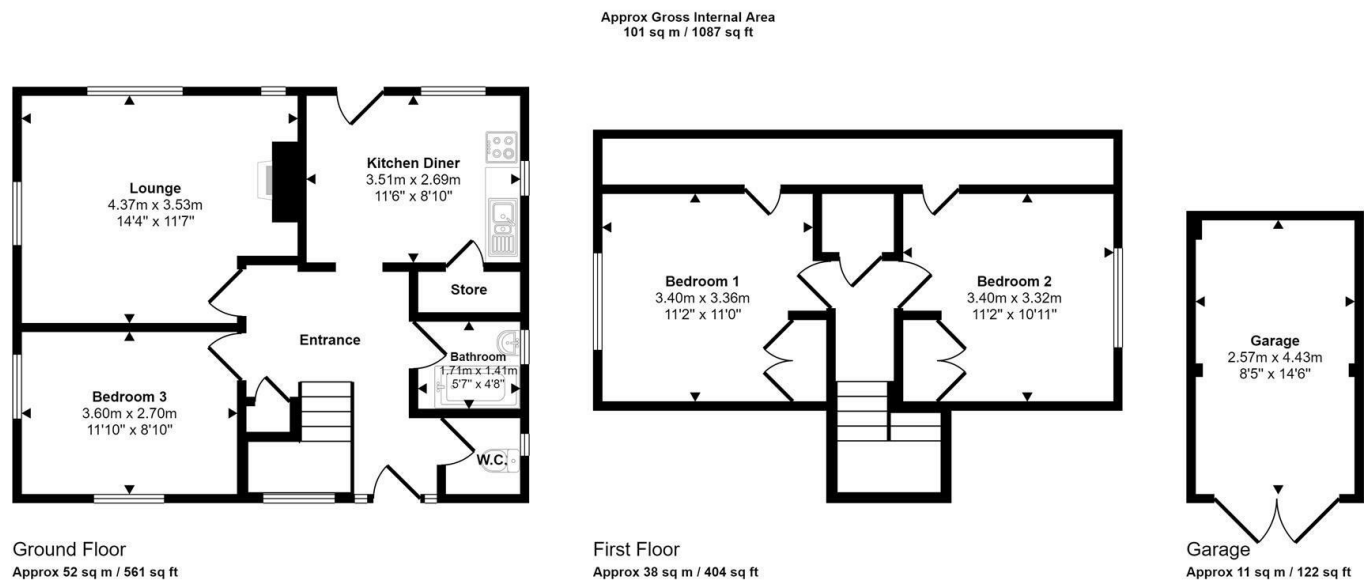 Approx Gross Internal Area
101 sq m / 1087 sq ft
Lounge
4.37m x 3.53m
14'4" x 11'7"
Kitchen Diner
3.51m x 2.69m
11'6" x 8'10"
Store
Entrance
Bathroom
1.71m x 1.41m
5'7" x 4'8"
Bedroom 3
3.60m x 2.70m
11'10" x 8'10"
W.C.
Ground Floor
Approx 52 sq m / 561 sq ft
Bedroom 1
3.40m x 3.36m
11'2" x 11'0"
Bedroom 2
3.40m x 3.32m
11'2" x 10'11"
First Floor
Approx 38 sq m / 404 sq ft
Garage
2.57m x 4.43m
8'5" x 14'6"
Garage
Approx 11 sq m / 122 sq ft